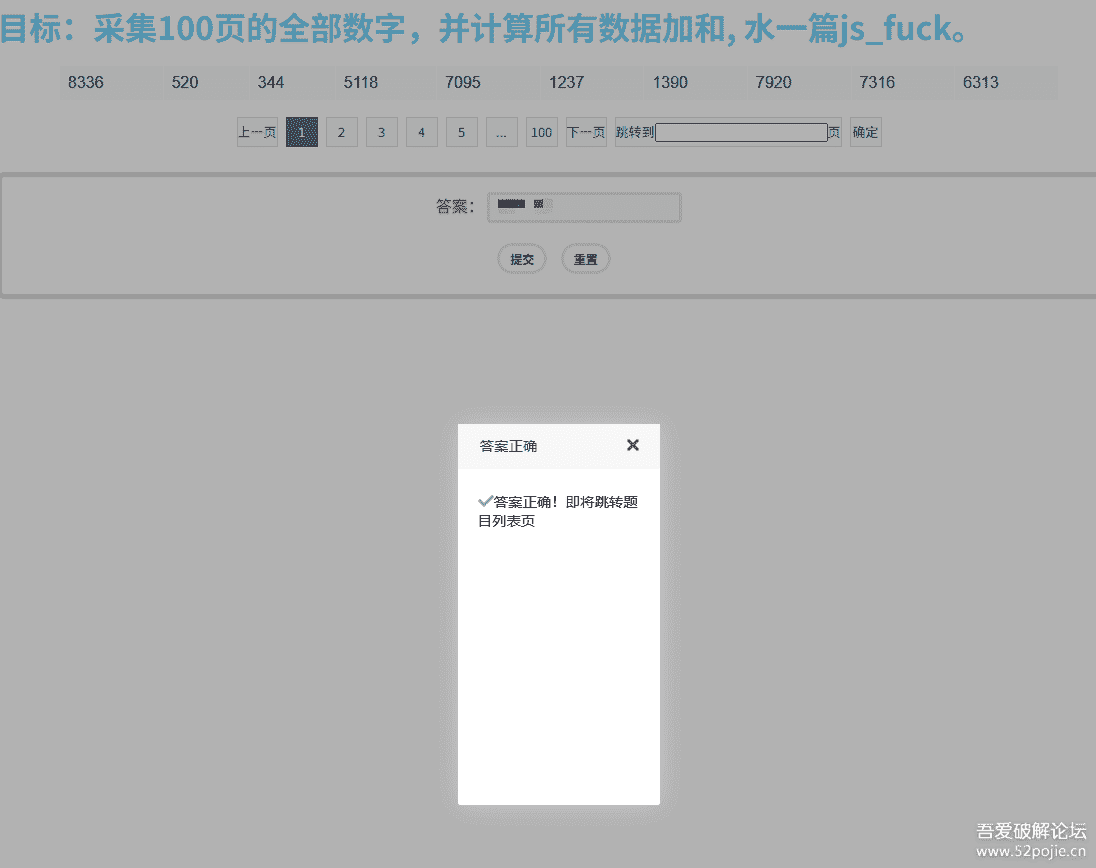 目标：采集100页的全部数字，并计算所有数据加和, 水一篇js_fuck。
8336 520 344 5118 7095 1237 1390 7920 7316 6313
上一页 1 2 3 4 5 ... 100 下一页 跳转到 页 确定
答案：
提交 重置
答案正确
答案正确！即将跳转题
目列表页
吾爱破解论坛
www.52pojie.cn